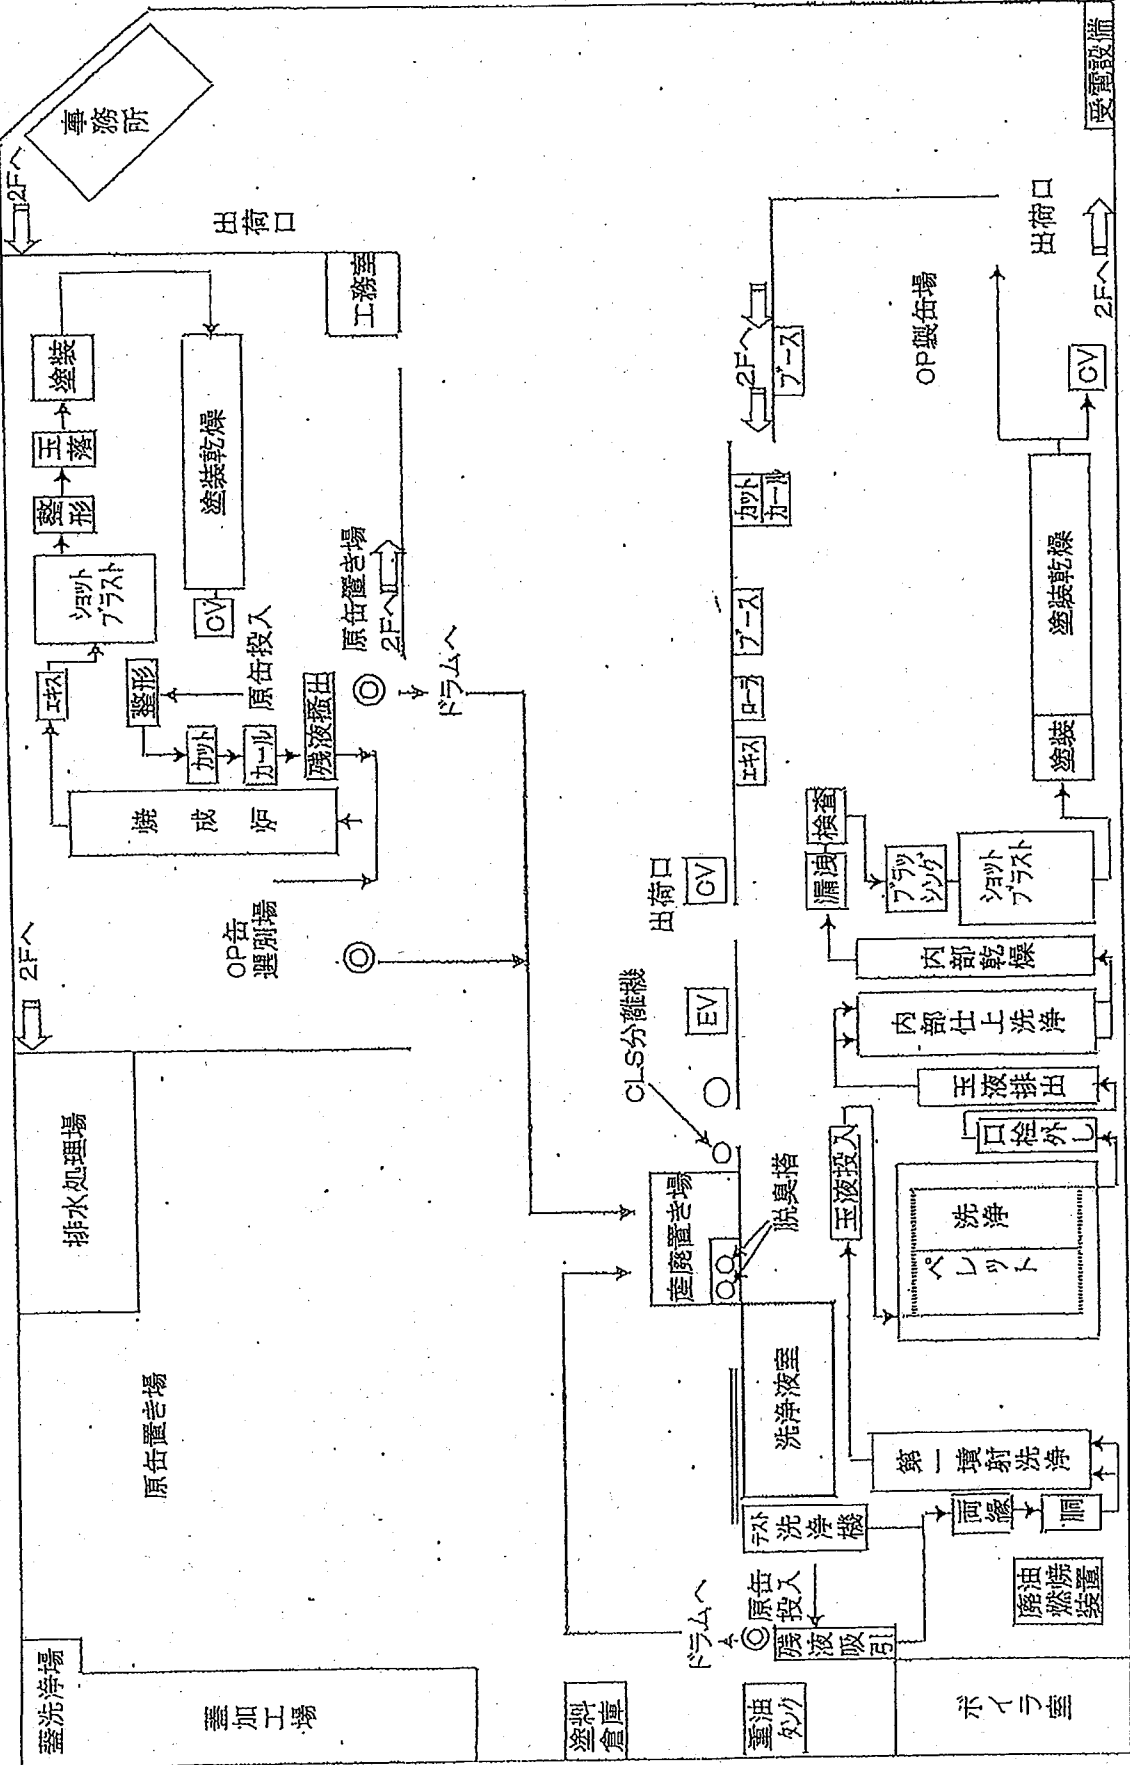 蓋洗浄場
蓋加工場
原缶置き場
排水処理場
2Fへ
OP缶
選別場
焼成炉
エキス
ショット
ブラスト
整形
玉落
塗装
2Fへ
事務所
出荷口
塗装乾燥
CV
整形
原缶投入
カット
カール
残液掻出
工務室
原缶置き場
2Fへ
ドラムへ
塗料
倉庫
重油
タンク
ドラムへ
原缶
投入
残液吸引
テスト
洗浄機
洗浄液室
産廃置き場
脱臭搭
CLS分離機
EV
出荷口
CV
エキス
ローラ
ブース
カット
カール
2Fへ
ブース
OP製缶場
出荷口
2Fへ
受電設備
ボイラ室
廃油
燃焼
装置
両縁
胴
第一墳射洗浄
玉液投入
ペレット
洗浄
口栓外し
玉液排出
内部仕上洗浄
内部乾燥
漏洩検査
ブラッ
シング
ショット
ブラスト
塗装
塗装乾燥
CV